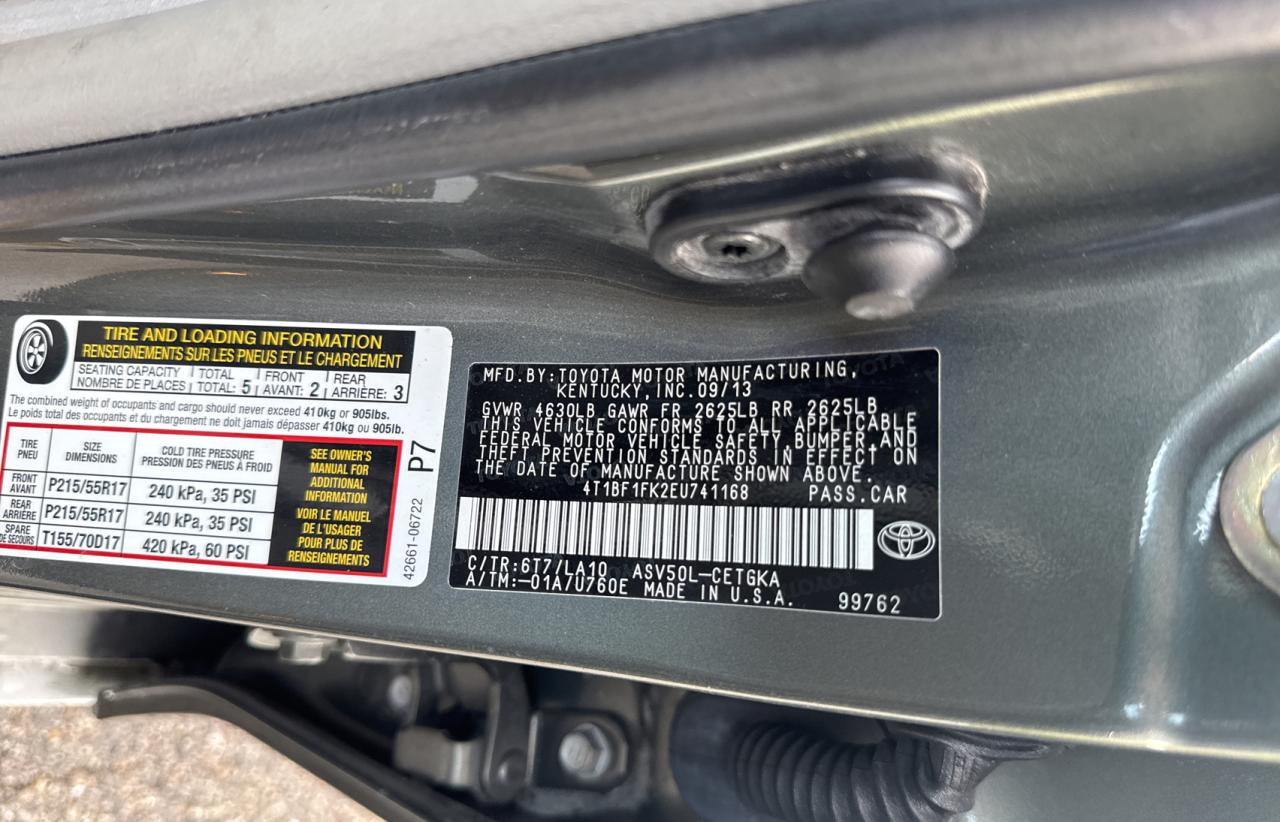 TIRE AND LOADING INFORMATION
RENSEIGNEMENTS SUR LES PNEUS ET LE CHARGEMENT
SEATING CAPACITY TOTAL FRONT REAR
NOMBRE DE PLACES TOTAL: 5 AVANT: 2 ARRIÈRE: 3
The combined weight of occupants and cargo should never exceed 410kg or 905lbs.
Le poids total des occupants et du chargement ne doit jamais dépasser 410kg ou 905lb.
TIRE
PNEU
SIZE
DIMENSIONS
COLD TIRE PRESSURE
PRESSION DES PNEUS À FROID
FRONT
AVANT
P215/55R17
240 kPa, 35 PSI
REAR
ARRIÈRE
P215/55R17
240 kPa, 35 PSI
SPARE
DE SECOURS
T155/70D17
420 kPa, 60 PSI
SEE OWNER'S
MANUAL FOR
ADDITIONAL
INFORMATION
VOIR LE MANUEL
DE L'USAGER
POUR PLUS DE
RENSEIGNEMENTS
P7
42661-06722
MFD. BY: TOYOTA MOTOR MANUFACTURING,
KENTUCKY, INC. 09/13
GVWR 4630LB GAWR FR 2625LB RR 2625LB
THIS VEHICLE CONFORMS TO ALL APPLICABLE
FEDERAL MOTOR VEHICLE SAFETY, BUMPER, AND
THEFT PREVENTION STANDARDS IN EFFECT ON
THE DATE OF MANUFACTURE SHOWN ABOVE.
4T1BF1FK2EU741168 PASS.CAR
C/TR:6T7/LA10 ASV50L-CETGKA
A/TM:-01A/U760E MADE IN U.S.A.
99762